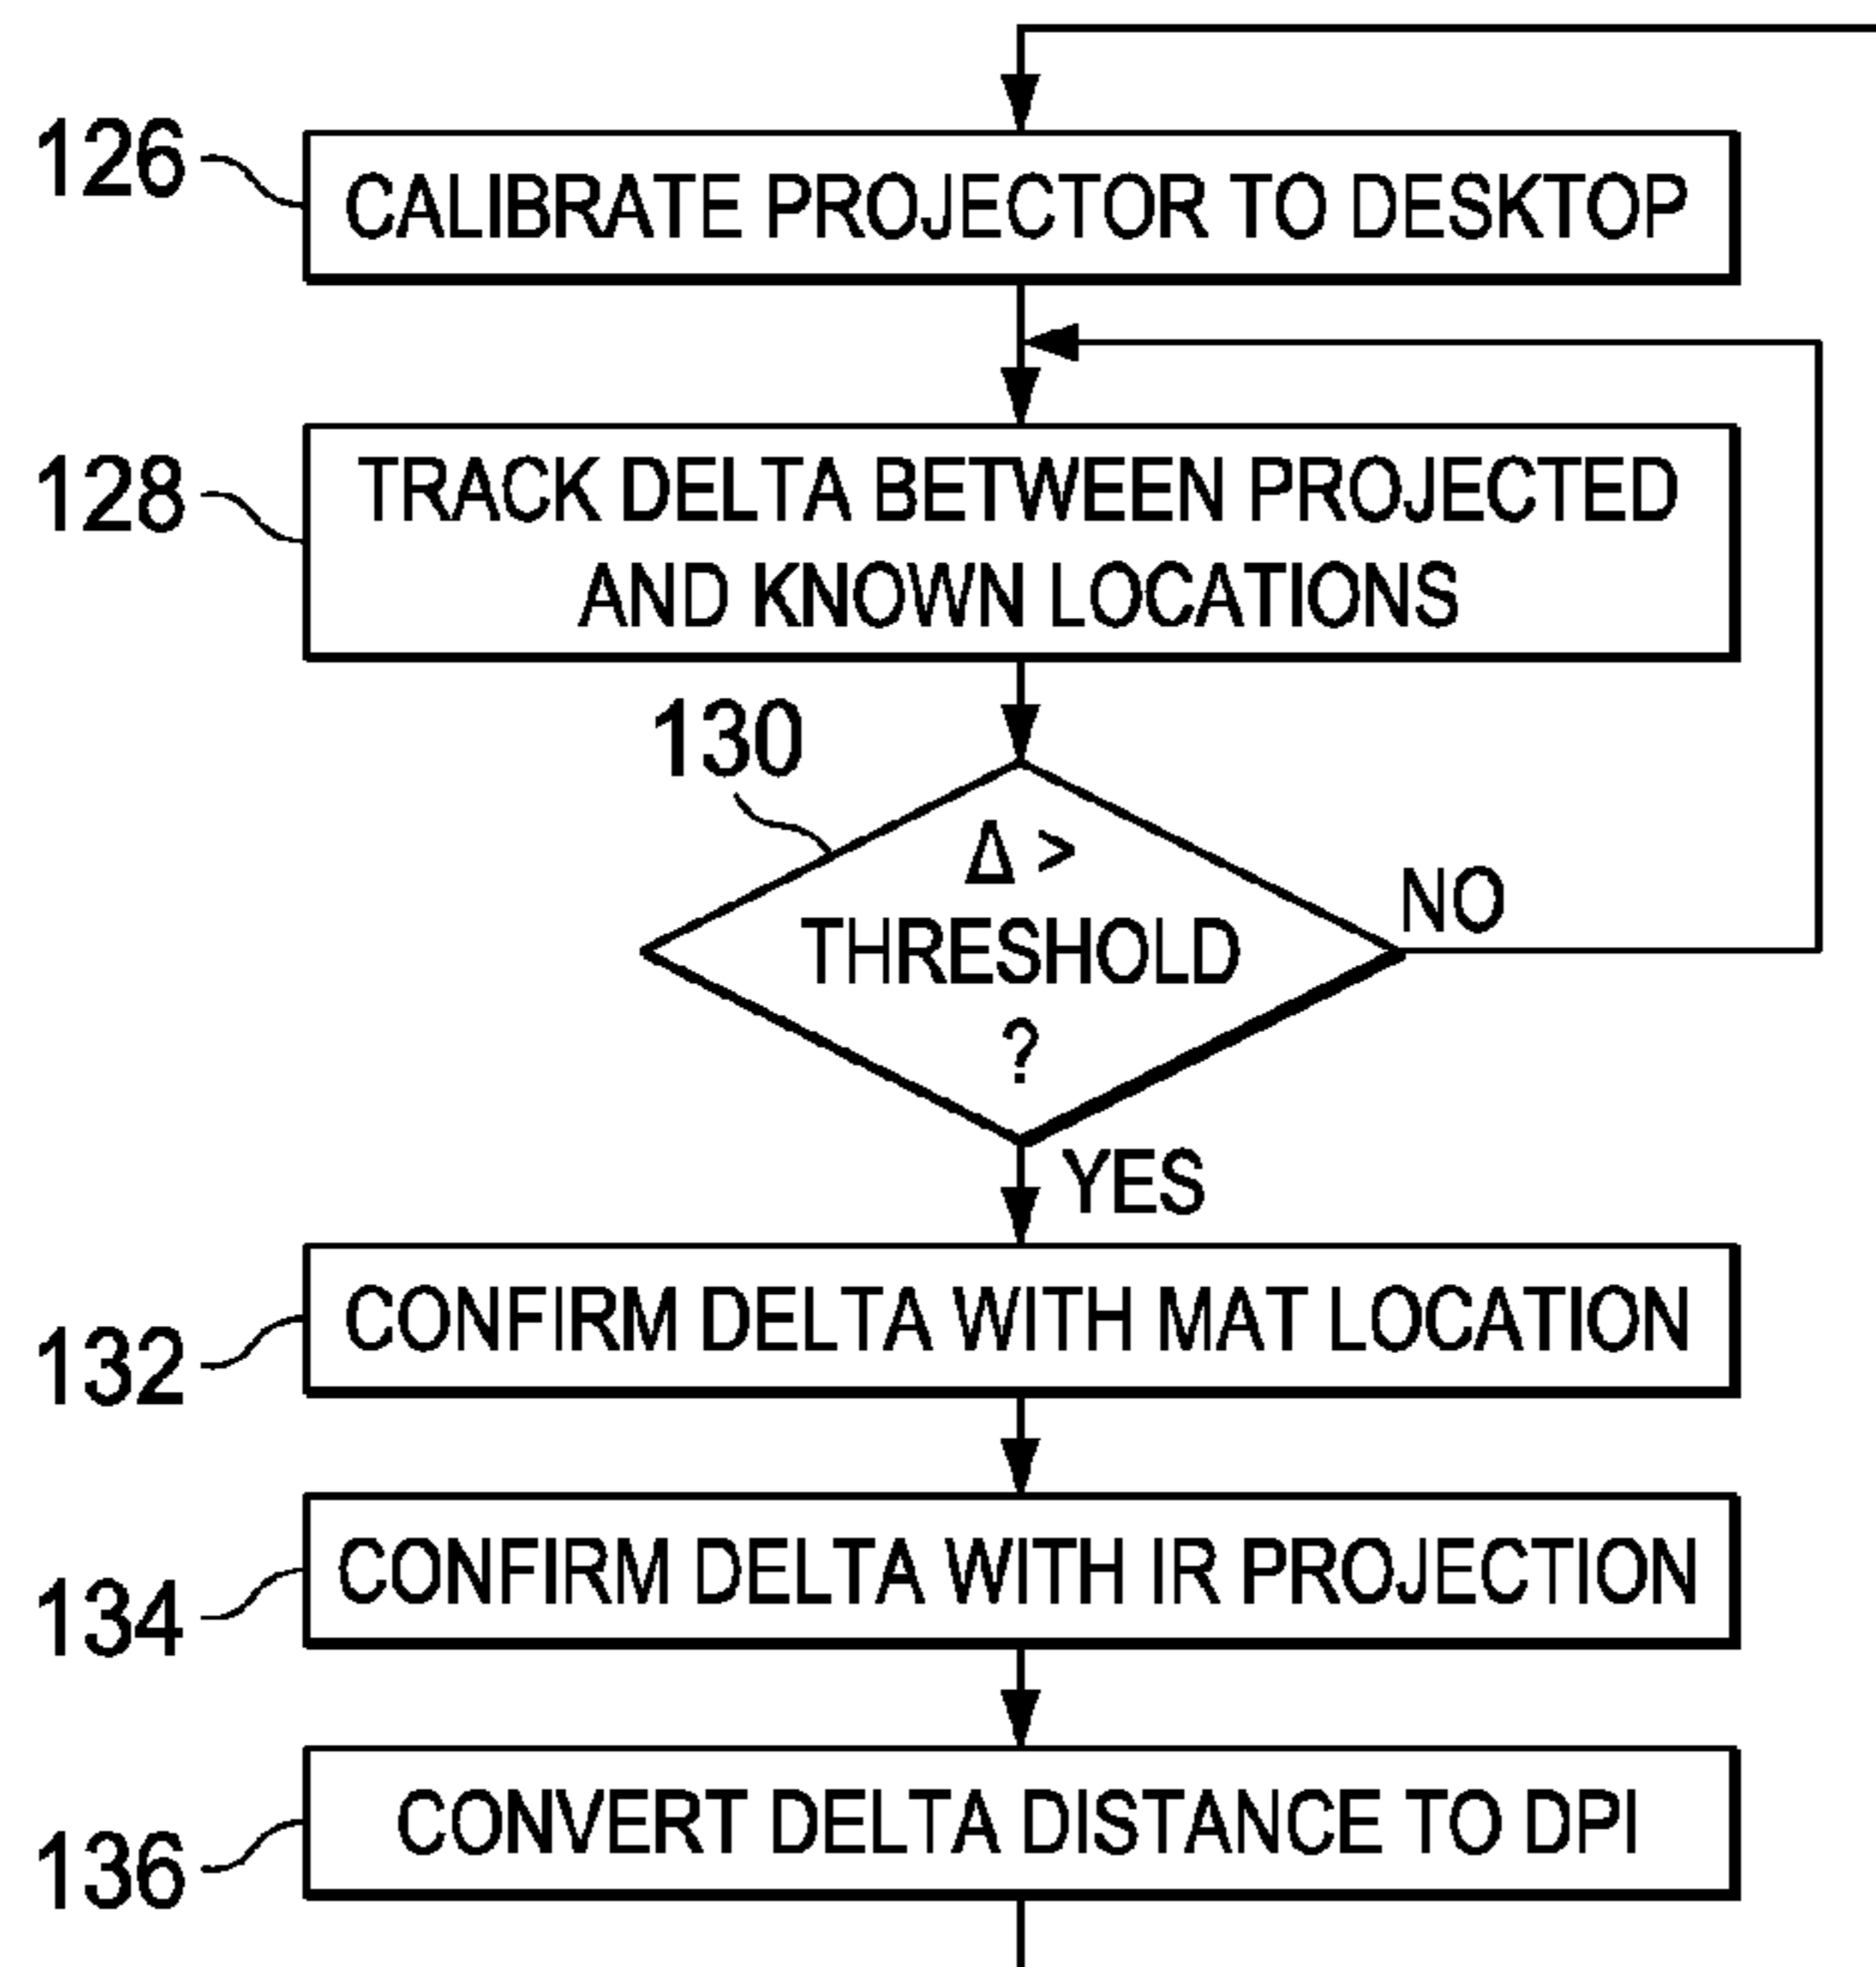 126
CALIBRATE PROJECTOR TO DESKTOP
128
TRACK DELTA BETWEEN PROJECTED
AND KNOWN LOCATIONS
130
Δ >
THRESHOLD
?
NO
YES
132
CONFIRM DELTA WITH MAT LOCATION
134
CONFIRM DELTA WITH IR PROJECTION
136
CONVERT DELTA DISTANCE TO DPI